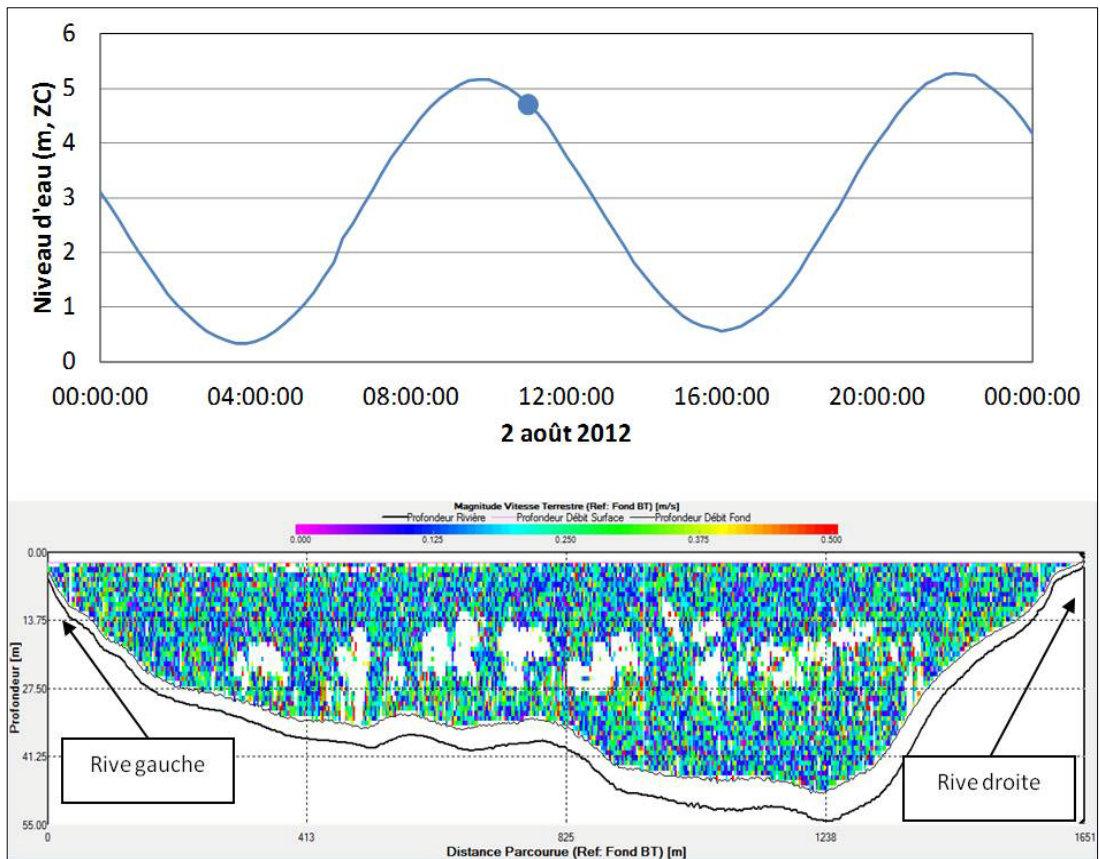 6
5
4
3
2
1
0
Niveau d'eau (m, ZC)
00:00:00 04:00:00 08:00:00 12:00:00 16:00:00 20:00:00 00:00:00
2 août 2012
Magnitude Vitesse Terrestre (Ref: Fond BT) [m/s]
Profondeur Rivière Profondeur Débit Surface Profondeur Débit Fond
0.000 0.125 0.250 0.375 0.500
0.00
13.75
27.50
41.25
55.00
Profondeur [m]
Rive gauche
Rive droite
0 413 825 1238 1651
Distance Parcourue (Ref: Fond BT) [m]